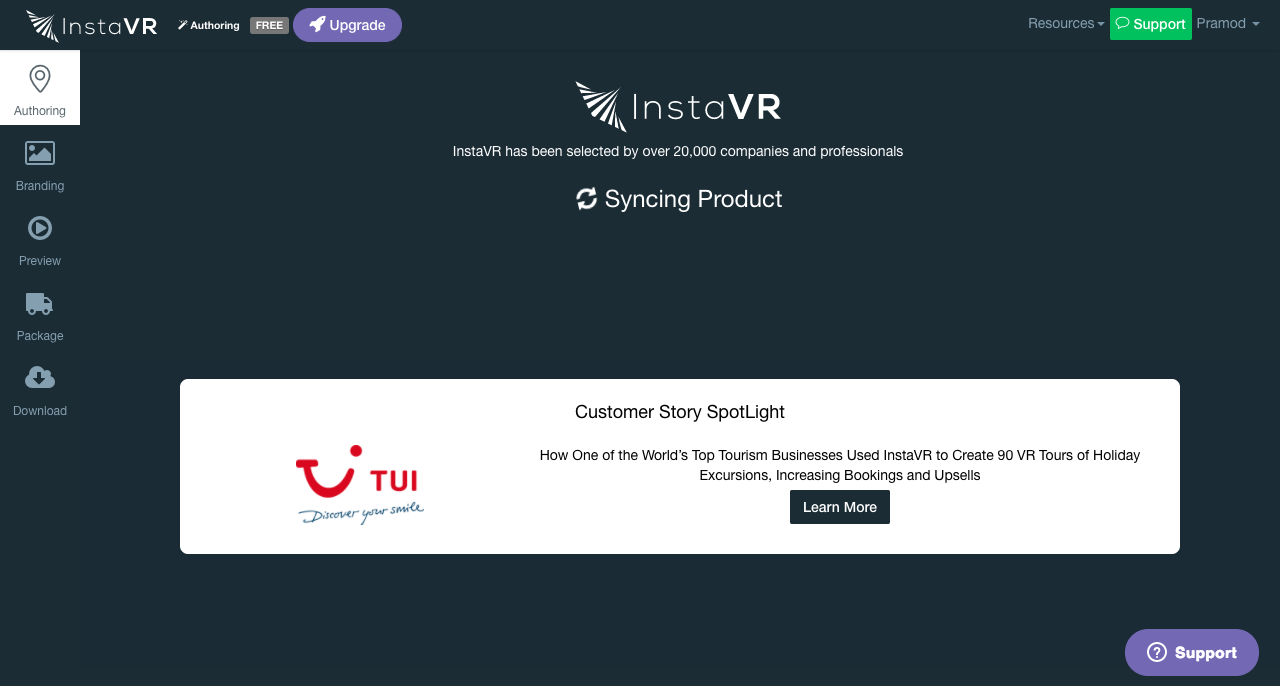 InstaVR
Authoring
FREE
Upgrade
Resources
Support
Pramod
Authoring
Branding
Preview
Package
Download
InstaVR
InstaVR has been selected by over 20,000 companies and professionals
Syncing Product
Customer Story SpotLight
TUI
Discover your smile
How One of the World’s Top Tourism Businesses Used InstaVR to Create 90 VR Tours of Holiday
Excursions, Increasing Bookings and Upsells
Learn More
Support